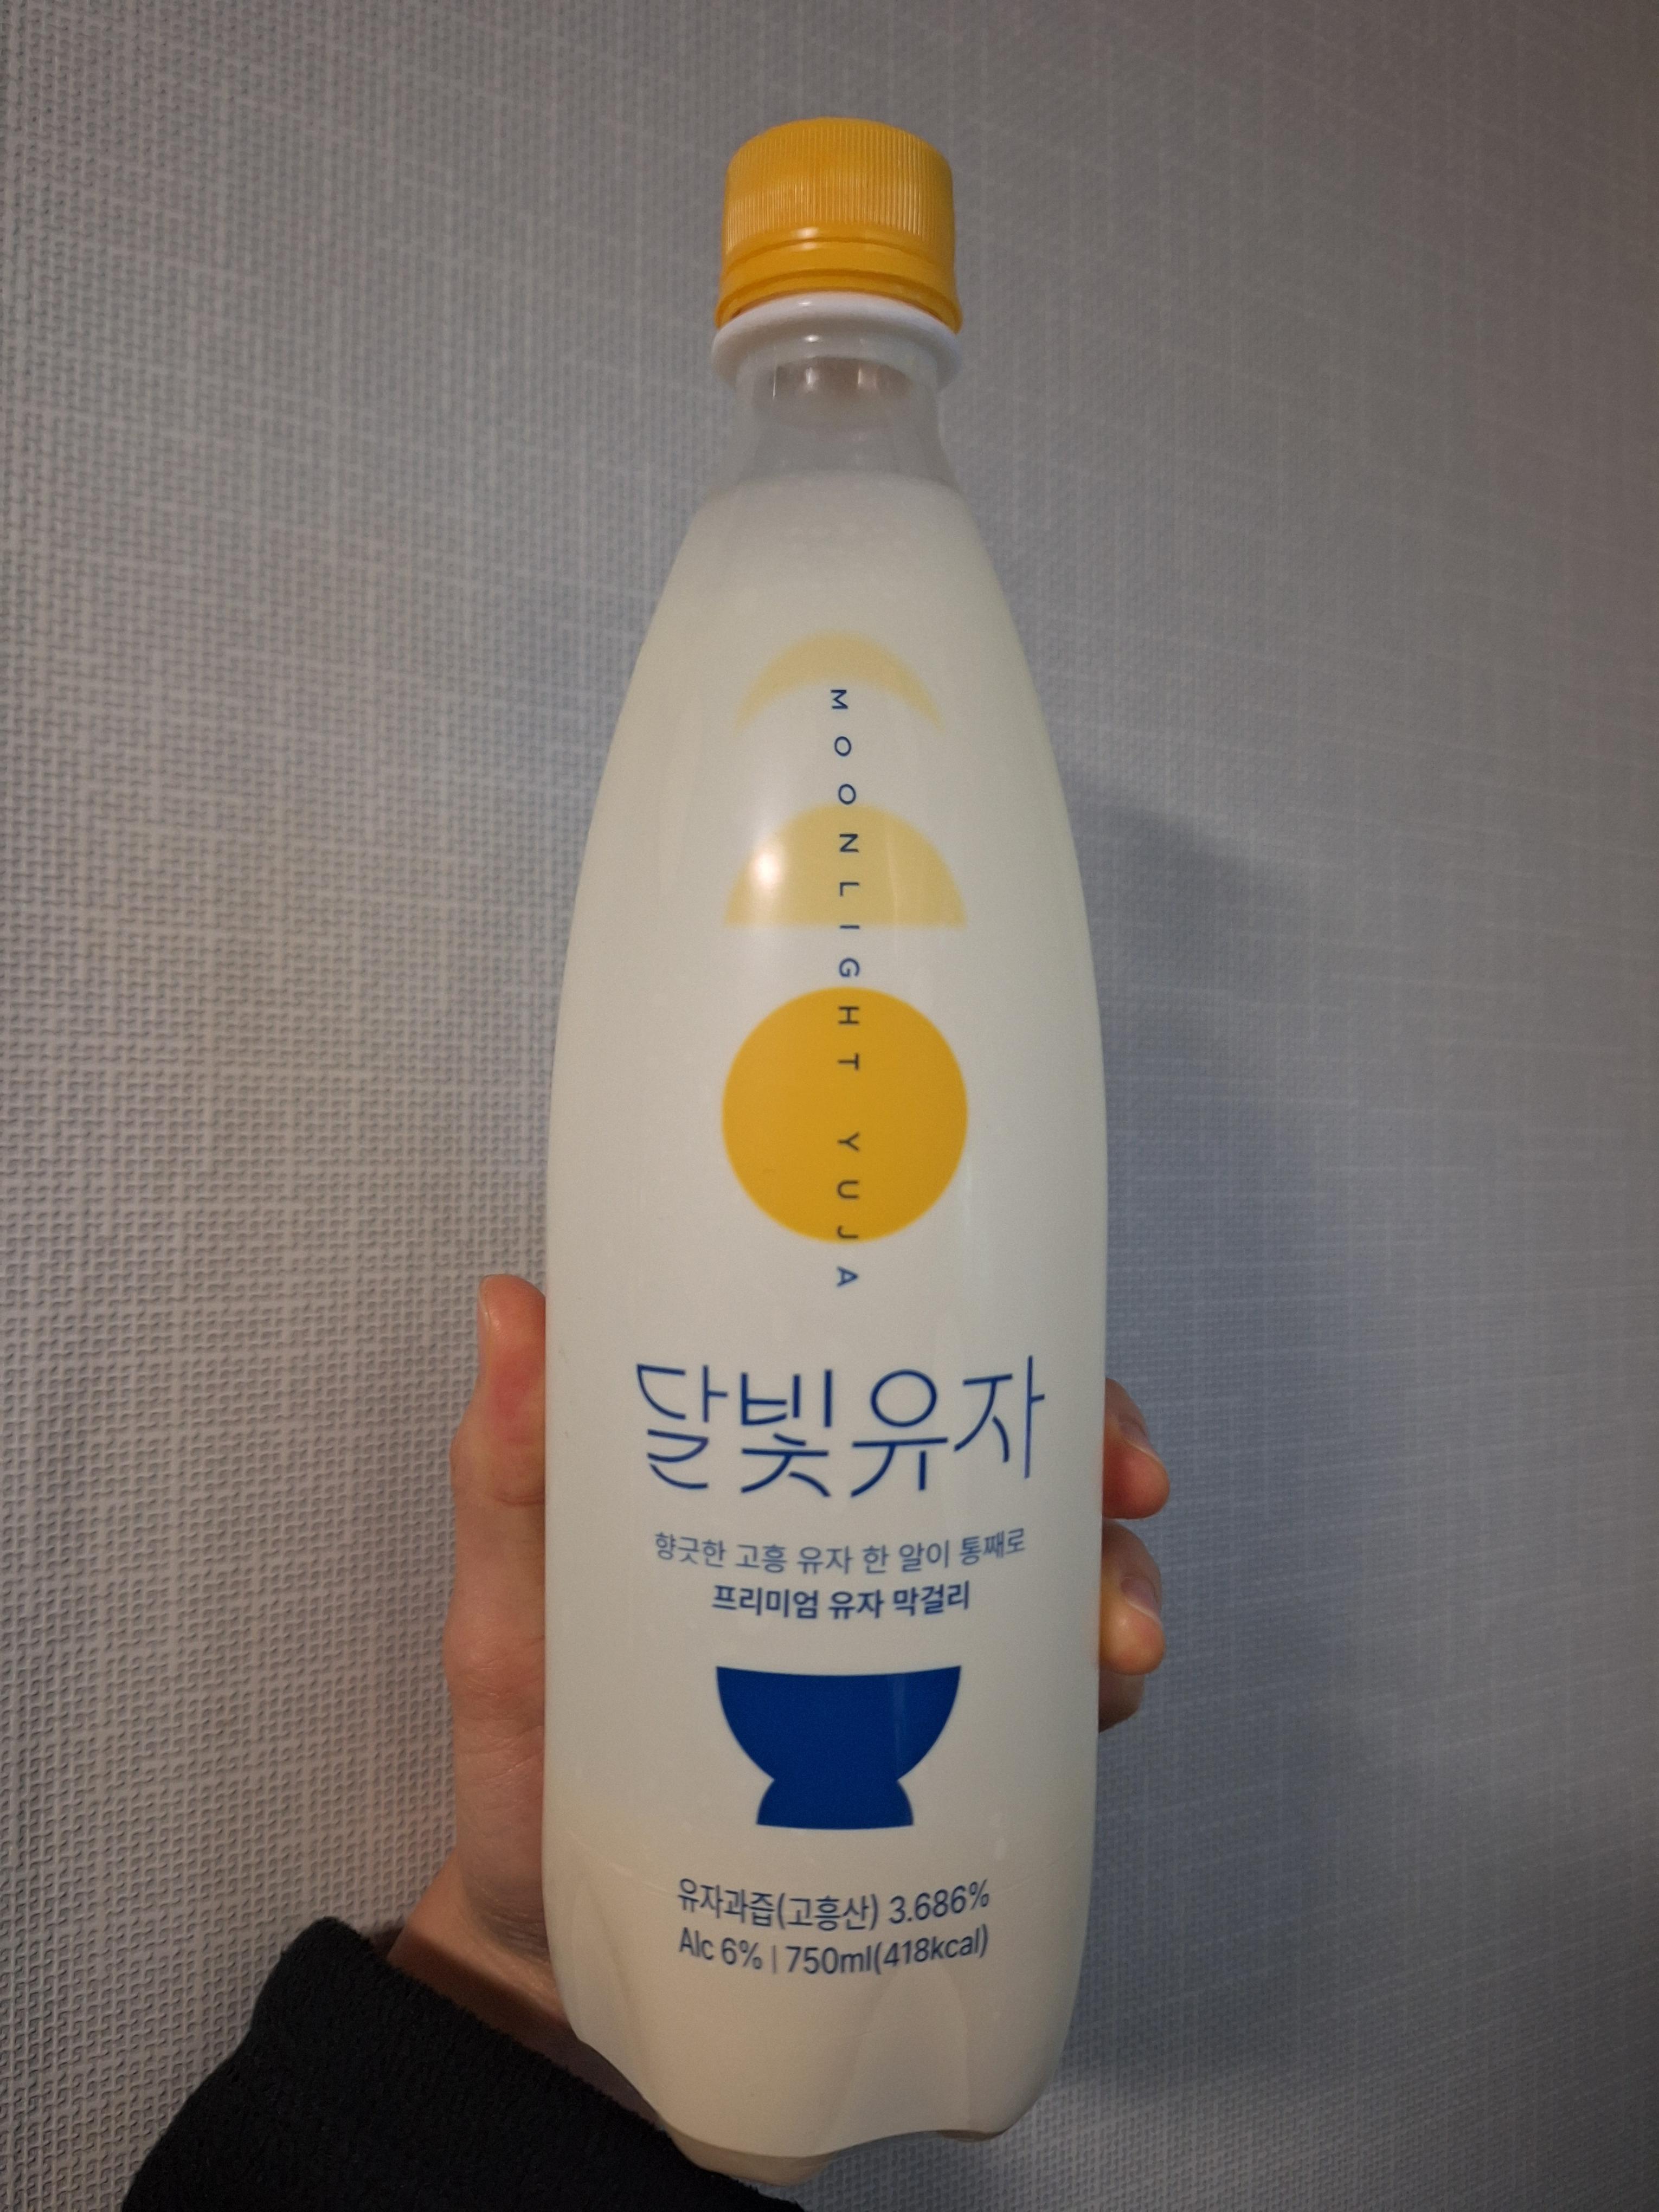 MOONLIGHT YUJA
달빛유자
향긋한 고흥 유자 한 알이 통째로
프리미엄 유자 막걸리
유자과즙(고흥산) 3.686%
Alc 6% | 750ml(418kcal)